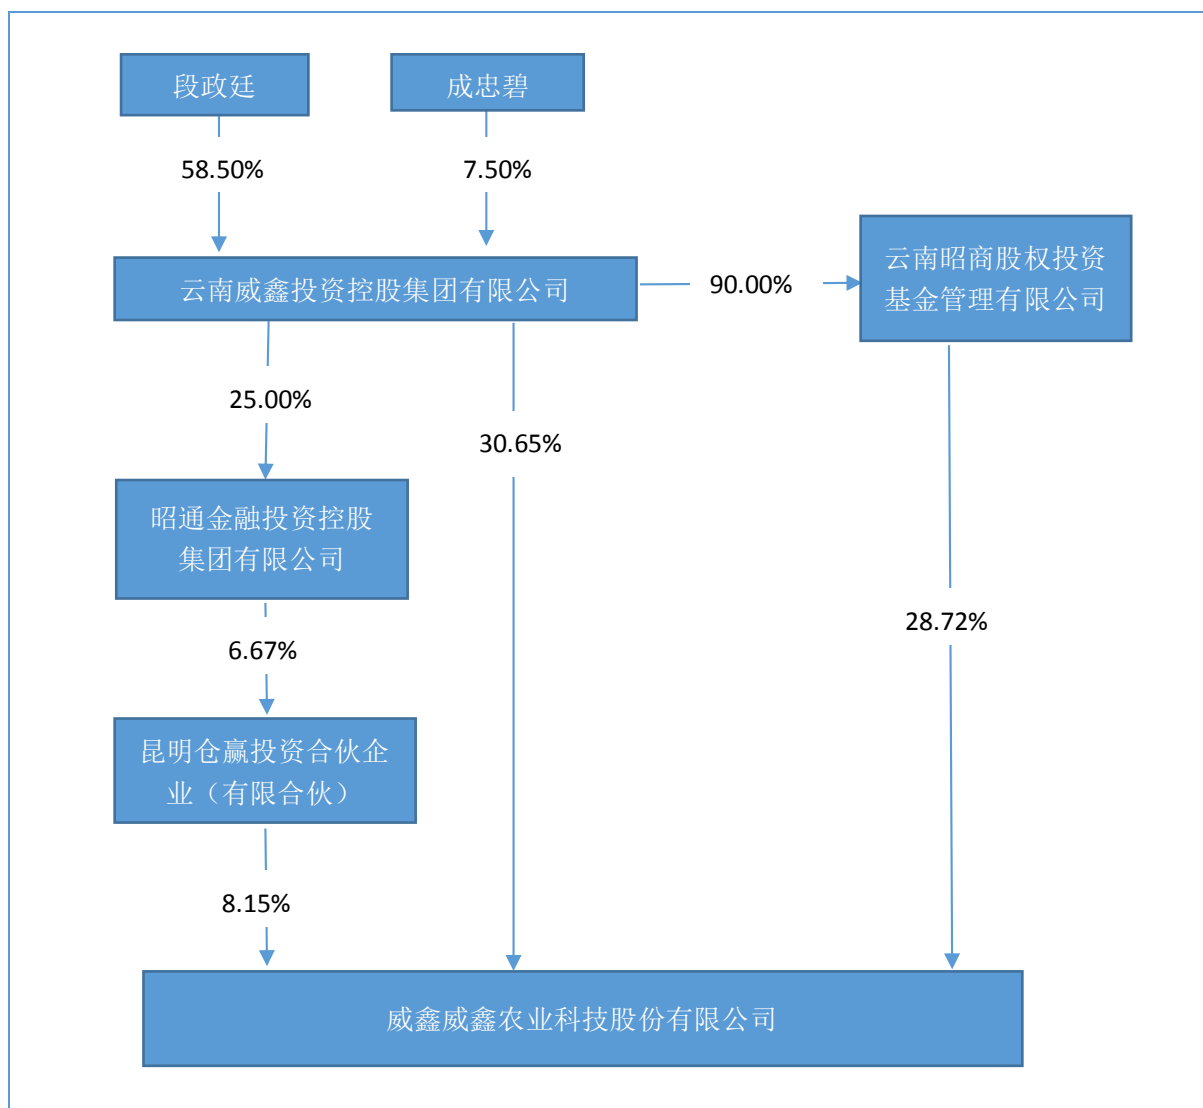 段政廷
成忠碧
58.50%
7.50%
云南威鑫投资控股集团有限公司
90.00%
云南昭商股权投资
基金管理有限公司
25.00%
30.65%
昭通金融投资控股
集团有限公司
28.72%
6.67%
昆明仓赢投资合伙企
业（有限合伙）
8.15%
威鑫威鑫农业科技股份有限公司